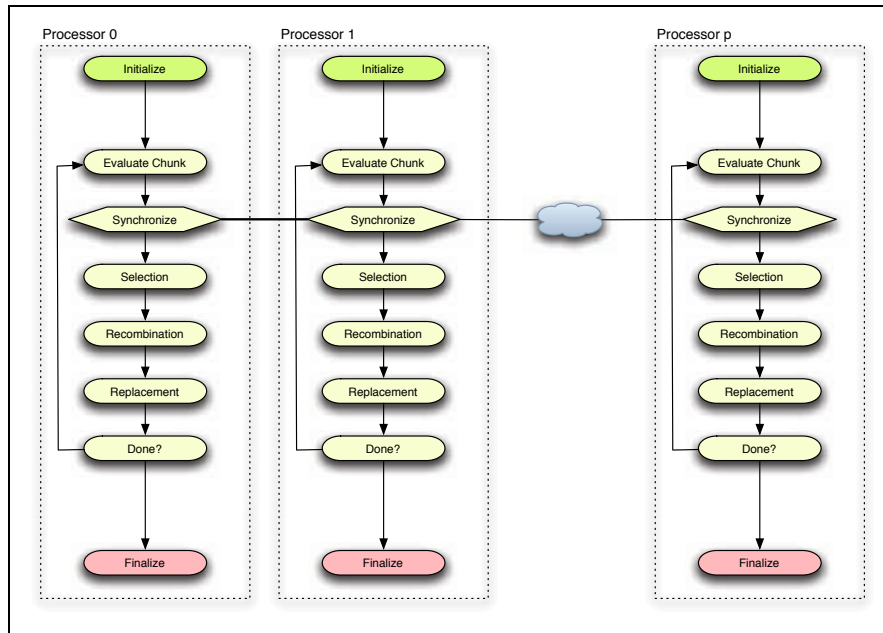 Processor 0
Initialize
Evaluate Chunk
Synchronize
Selection
Recombination
Replacement
Done?
Finalize
Processor 1
Initialize
Evaluate Chunk
Synchronize
Selection
Recombination
Replacement
Done?
Finalize
Processor p
Initialize
Evaluate Chunk
Synchronize
Selection
Recombination
Replacement
Done?
Finalize